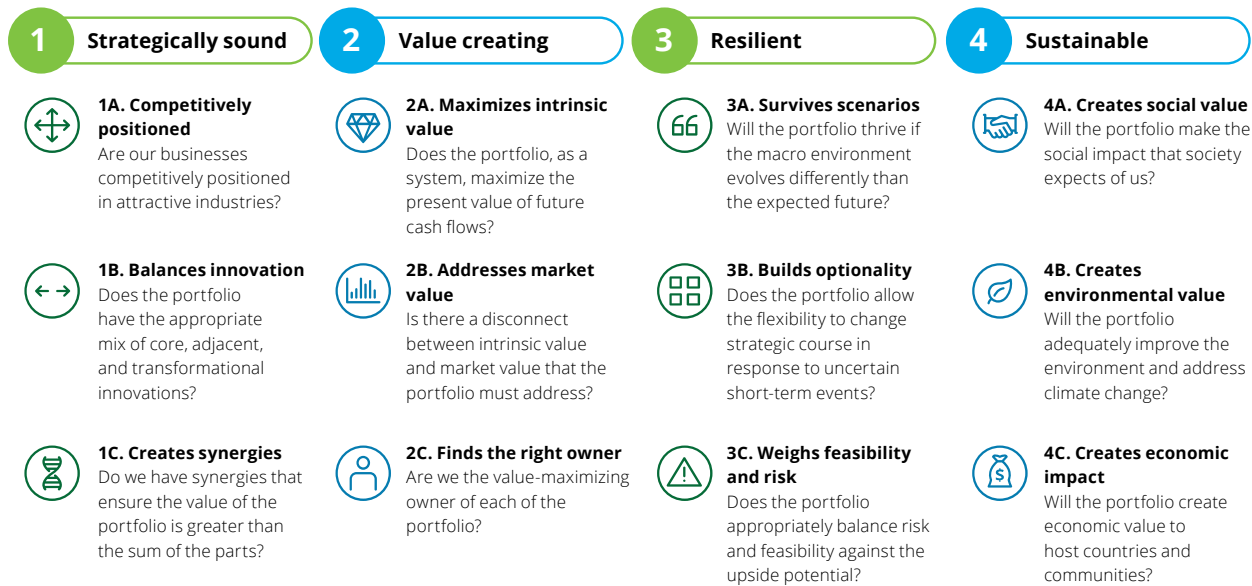 1 Strategically sound
1A. Competitively
positioned
Are our businesses
competitively positioned
in attractive industries?
1B. Balances innovation
Does the portfolio
have the appropriate
mix of core, adjacent,
and transformational
innovations?
1C. Creates synergies
Do we have synergies that
ensure the value of the
portfolio is greater than
the sum of the parts?
2 Value creating
2A. Maximizes intrinsic
value
Does the portfolio, as a
system, maximize the
present value of future
cash flows?
2B. Addresses market
value
Is there a disconnect
between intrinsic value
and market value that the
portfolio must address?
2C. Finds the right owner
Are we the value-maximizing
owner of each of the
portfolio?
3 Resilient
3A. Survives scenarios
Will the portfolio thrive if
the macro environment
evolves differently than
the expected future?
3B. Builds optionality
Does the portfolio allow
the flexibility to change
strategic course in
response to uncertain
short-term events?
3C. Weighs feasibility
and risk
Does the portfolio
appropriately balance risk
and feasibility against the
upside potential?
4 Sustainable
4A. Creates social value
Will the portfolio make the
social impact that society
expects of us?
4B. Creates
environmental value
Will the portfolio
adequately improve the
environment and address
climate change?
$
4C. Creates economic
impact
Will the portfolio create
economic value to
host countries and
communities?